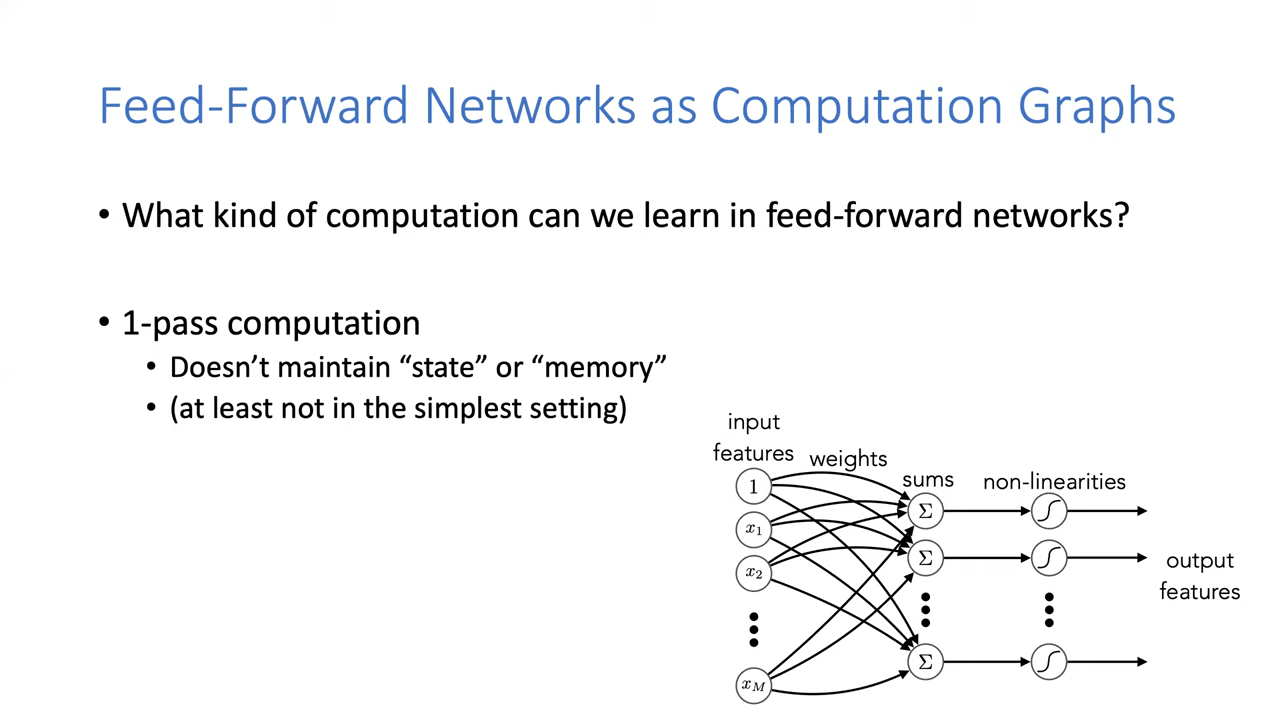 Feed-Forward Networks as Computation Graphs
• What kind of computation can we learn in feed-forward networks?
• 1-pass computation
• Doesn’t maintain “state” or “memory”
• (at least not in the simplest setting)
input
features
weights
sums
non-linearities
1
x₁
x₂
x_M
Σ
Σ
Σ
output
features